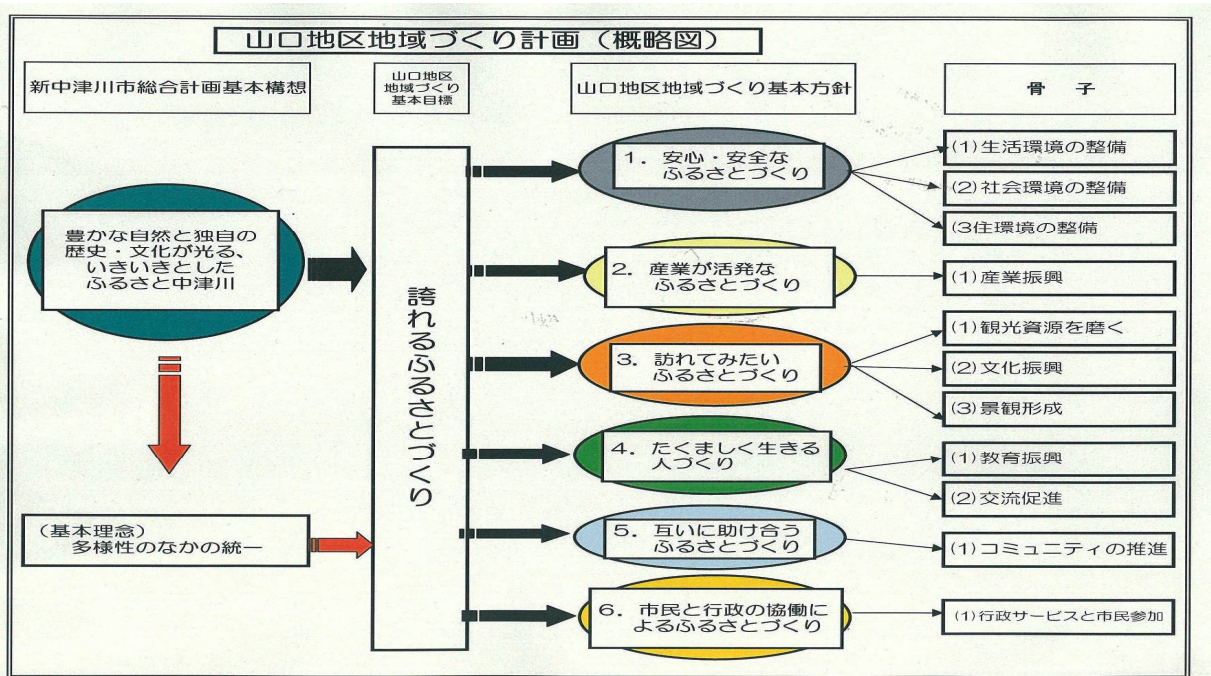 山口地区地域づくり計画（概略図）
新中津川市総合計画基本構想
山口地区
地域づくり
基本目標
山口地区地域づくり基本方針
骨　子
豊かな自然と独自の
歴史・文化が光る、
いきいきとした
ふるさと中津川
（基本理念）
多様性のなかの統一
誇れるふるさとづくり
1．安心・安全な
ふるさとづくり
(1)生活環境の整備
(2)社会環境の整備
(3住環境の整備
2．産業が活発な
ふるさとづくり
(1)産業振興
3．訪れてみたい
ふるさとづくり
(1)観光資源を磨く
(2)文化振興
(3)景観形成
4．たくましく生きる
人づくり
(1)教育振興
(2)交流促進
5．互いに助け合う
ふるさとづくり
(1)コミュニティの推進
6．市民と行政の協働に
よるふるさとづくり
(1)行政サービスと市民参加